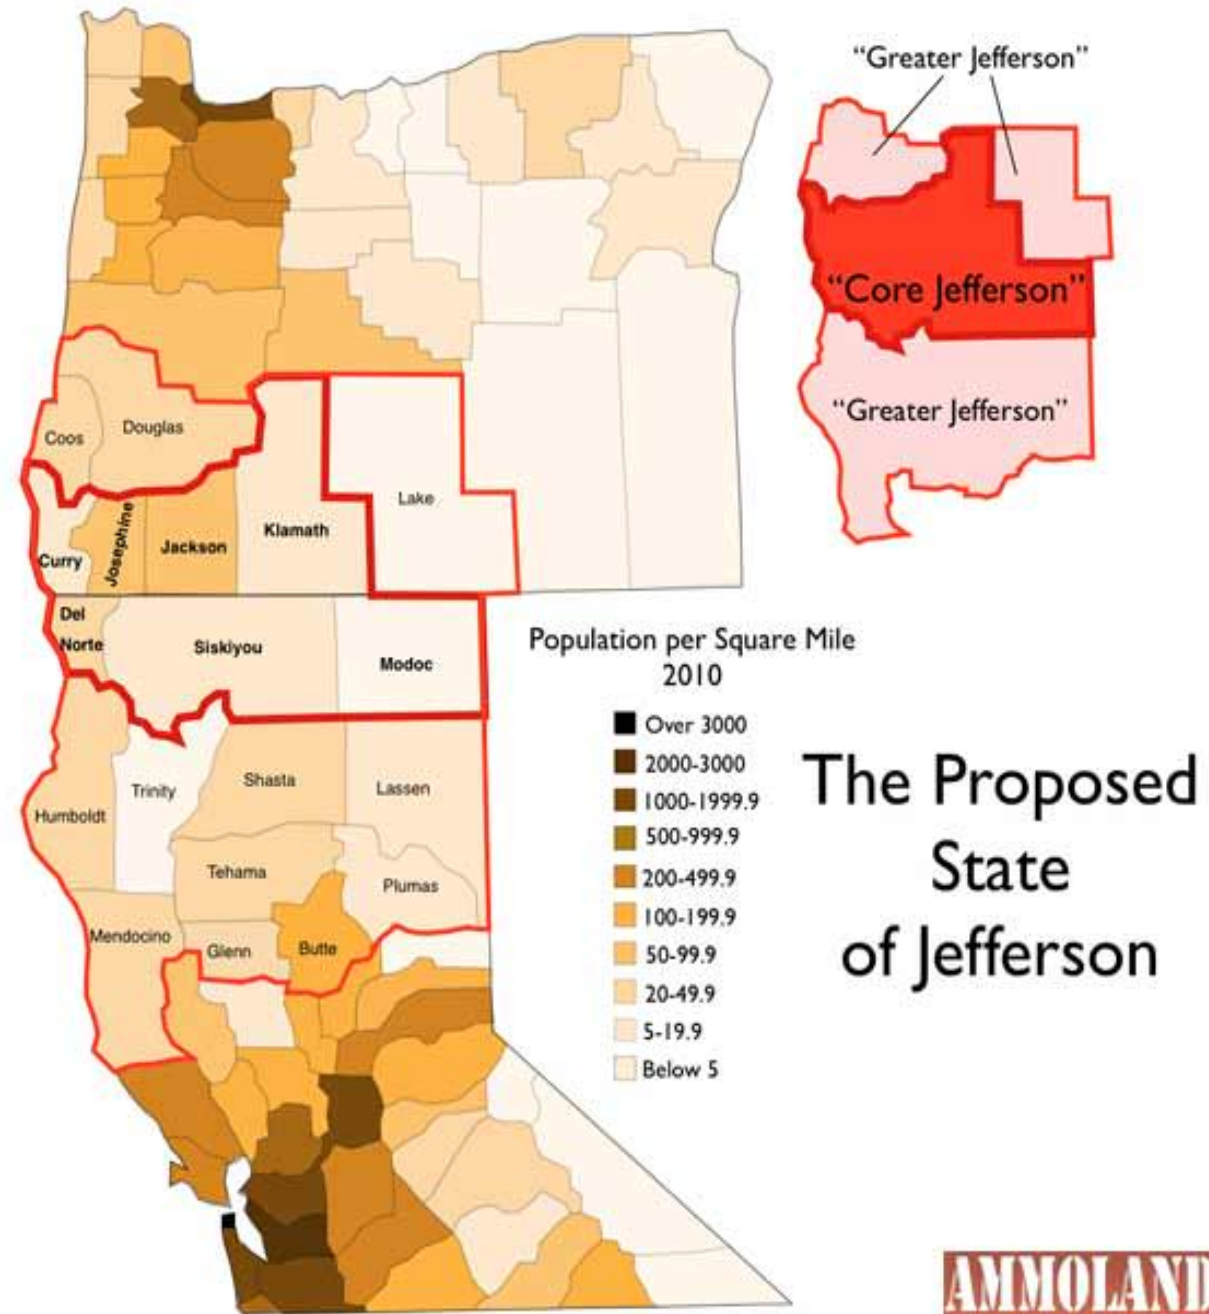 "Greater Jefferson"
"Core Jefferson"
"Greater Jefferson"
Coos
Douglas
Lake
Klamath
Josephine
Jackson
Curry
Del
Norte
Siskiyou
Modoc
Population per Square Mile
2010
Over 3000
2000-3000
1000-1999.9
500-999.9
200-499.9
100-199.9
50-99.9
20-49.9
5-19.9
Below 5
The Proposed
State
of Jefferson
Trinity
Shasta
Lassen
Humboldt
Tehama
Plumas
Mendocino
Glenn
Butte
AMMOLAND